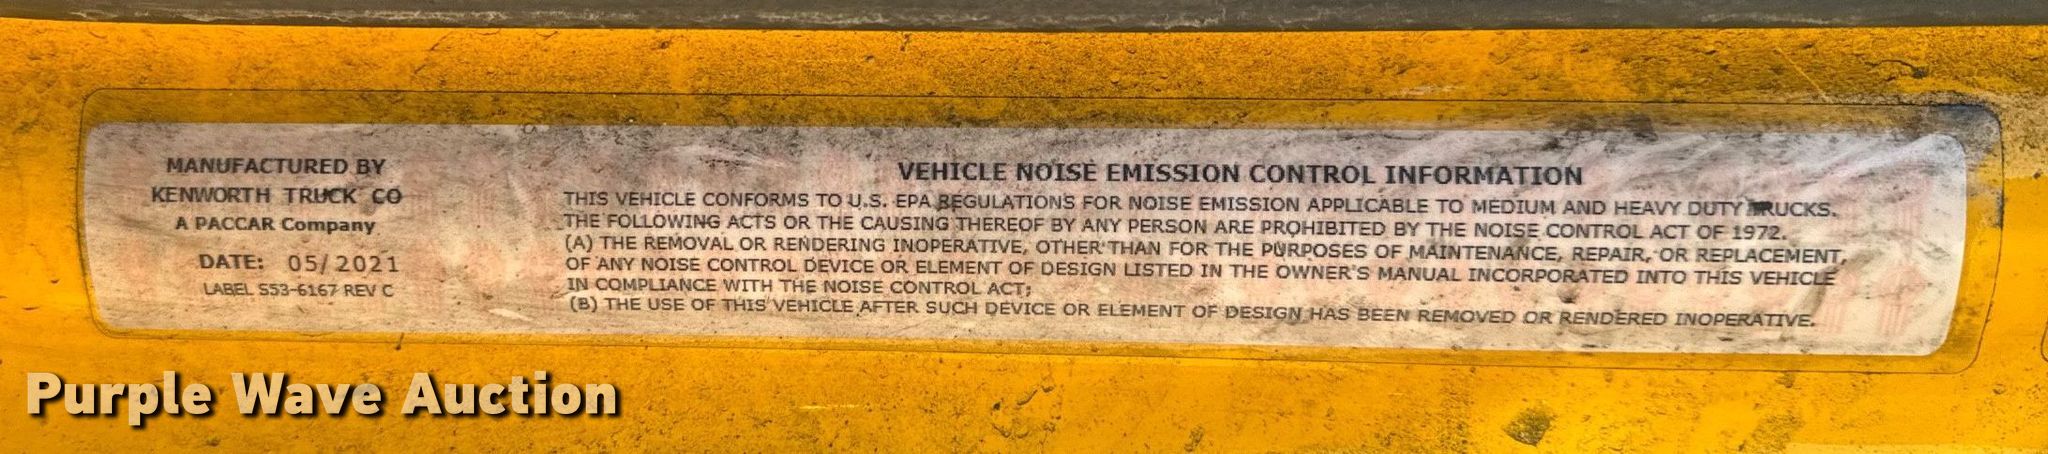 MANUFACTURED BY
KENWORTH TRUCK CO
A PACCAR Company
DATE: 05/2021
LABEL S53-6167 REV C
VEHICLE NOISE EMISSION CONTROL INFORMATION
THIS VEHICLE CONFORMS TO U.S. EPA REGULATIONS FOR NOISE EMISSION APPLICABLE TO MEDIUM AND HEAVY DUTY TRUCKS.
THE FOLLOWING ACTS OR THE CAUSING THEREOF BY ANY PERSON ARE PROHIBITED BY THE NOISE CONTROL ACT OF 1972.
(A) THE REMOVAL OR RENDERING INOPERATIVE, OTHER THAN FOR THE PURPOSES OF MAINTENANCE, REPAIR, OR REPLACEMENT,
OF ANY NOISE CONTROL DEVICE OR ELEMENT OF DESIGN LISTED IN THE OWNER'S MANUAL INCORPORATED INTO THIS VEHICLE
IN COMPLIANCE WITH THE NOISE CONTROL ACT;
(B) THE USE OF THIS VEHICLE AFTER SUCH DEVICE OR ELEMENT OF DESIGN HAS BEEN REMOVED OR RENDERED INOPERATIVE.
Purple Wave Auction